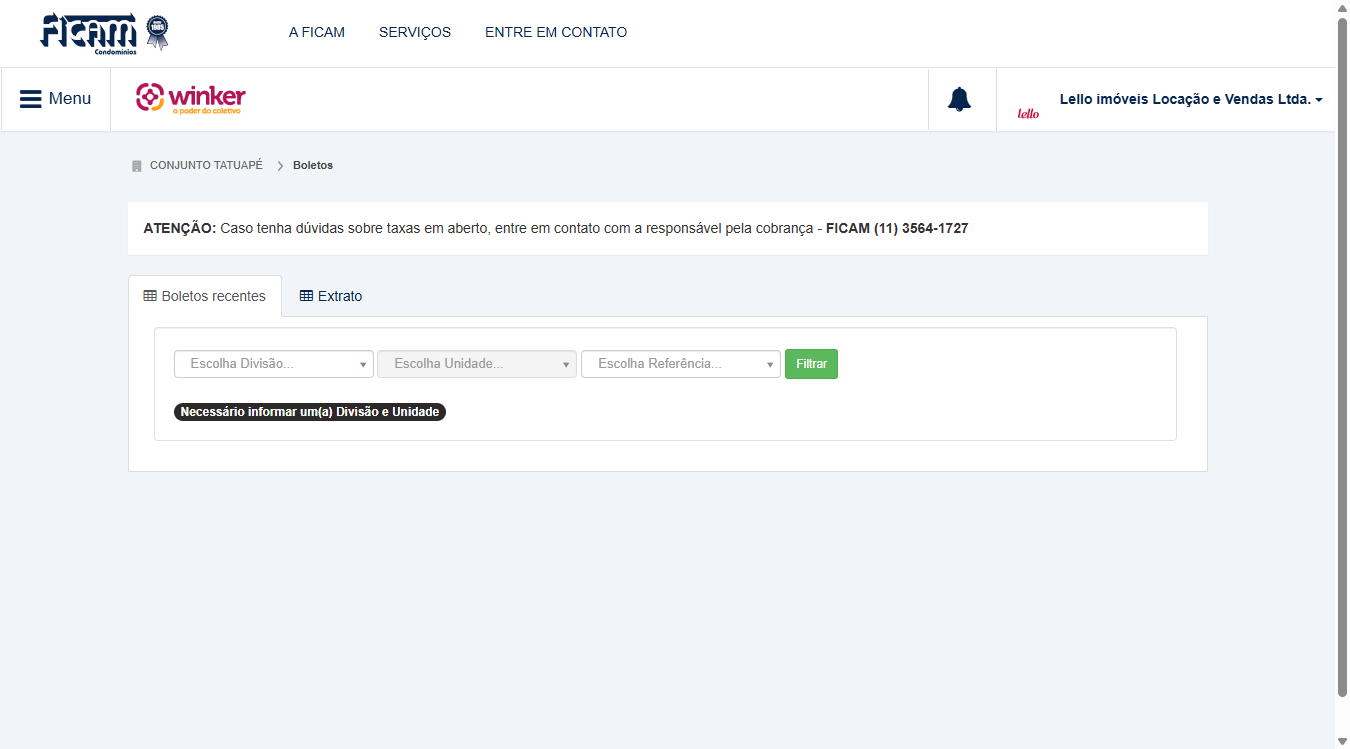 FICAM
DESDE
1985
Condomínios
A FICAM
SERVIÇOS
ENTRE EM CONTATO
Menu
winker
o poder do coletivo
lello
Lello imóveis Locação e Vendas Ltda.
CONJUNTO TATUAPÉ
Boletos
ATENÇÃO: Caso tenha dúvidas sobre taxas em aberto, entre em contato com a responsável pela cobrança - FICAM (11) 3564-1727
Boletos recentes
Extrato
Escolha Divisão...
Escolha Unidade...
Escolha Referência...
Filtrar
Necessário informar um(a) Divisão e Unidade